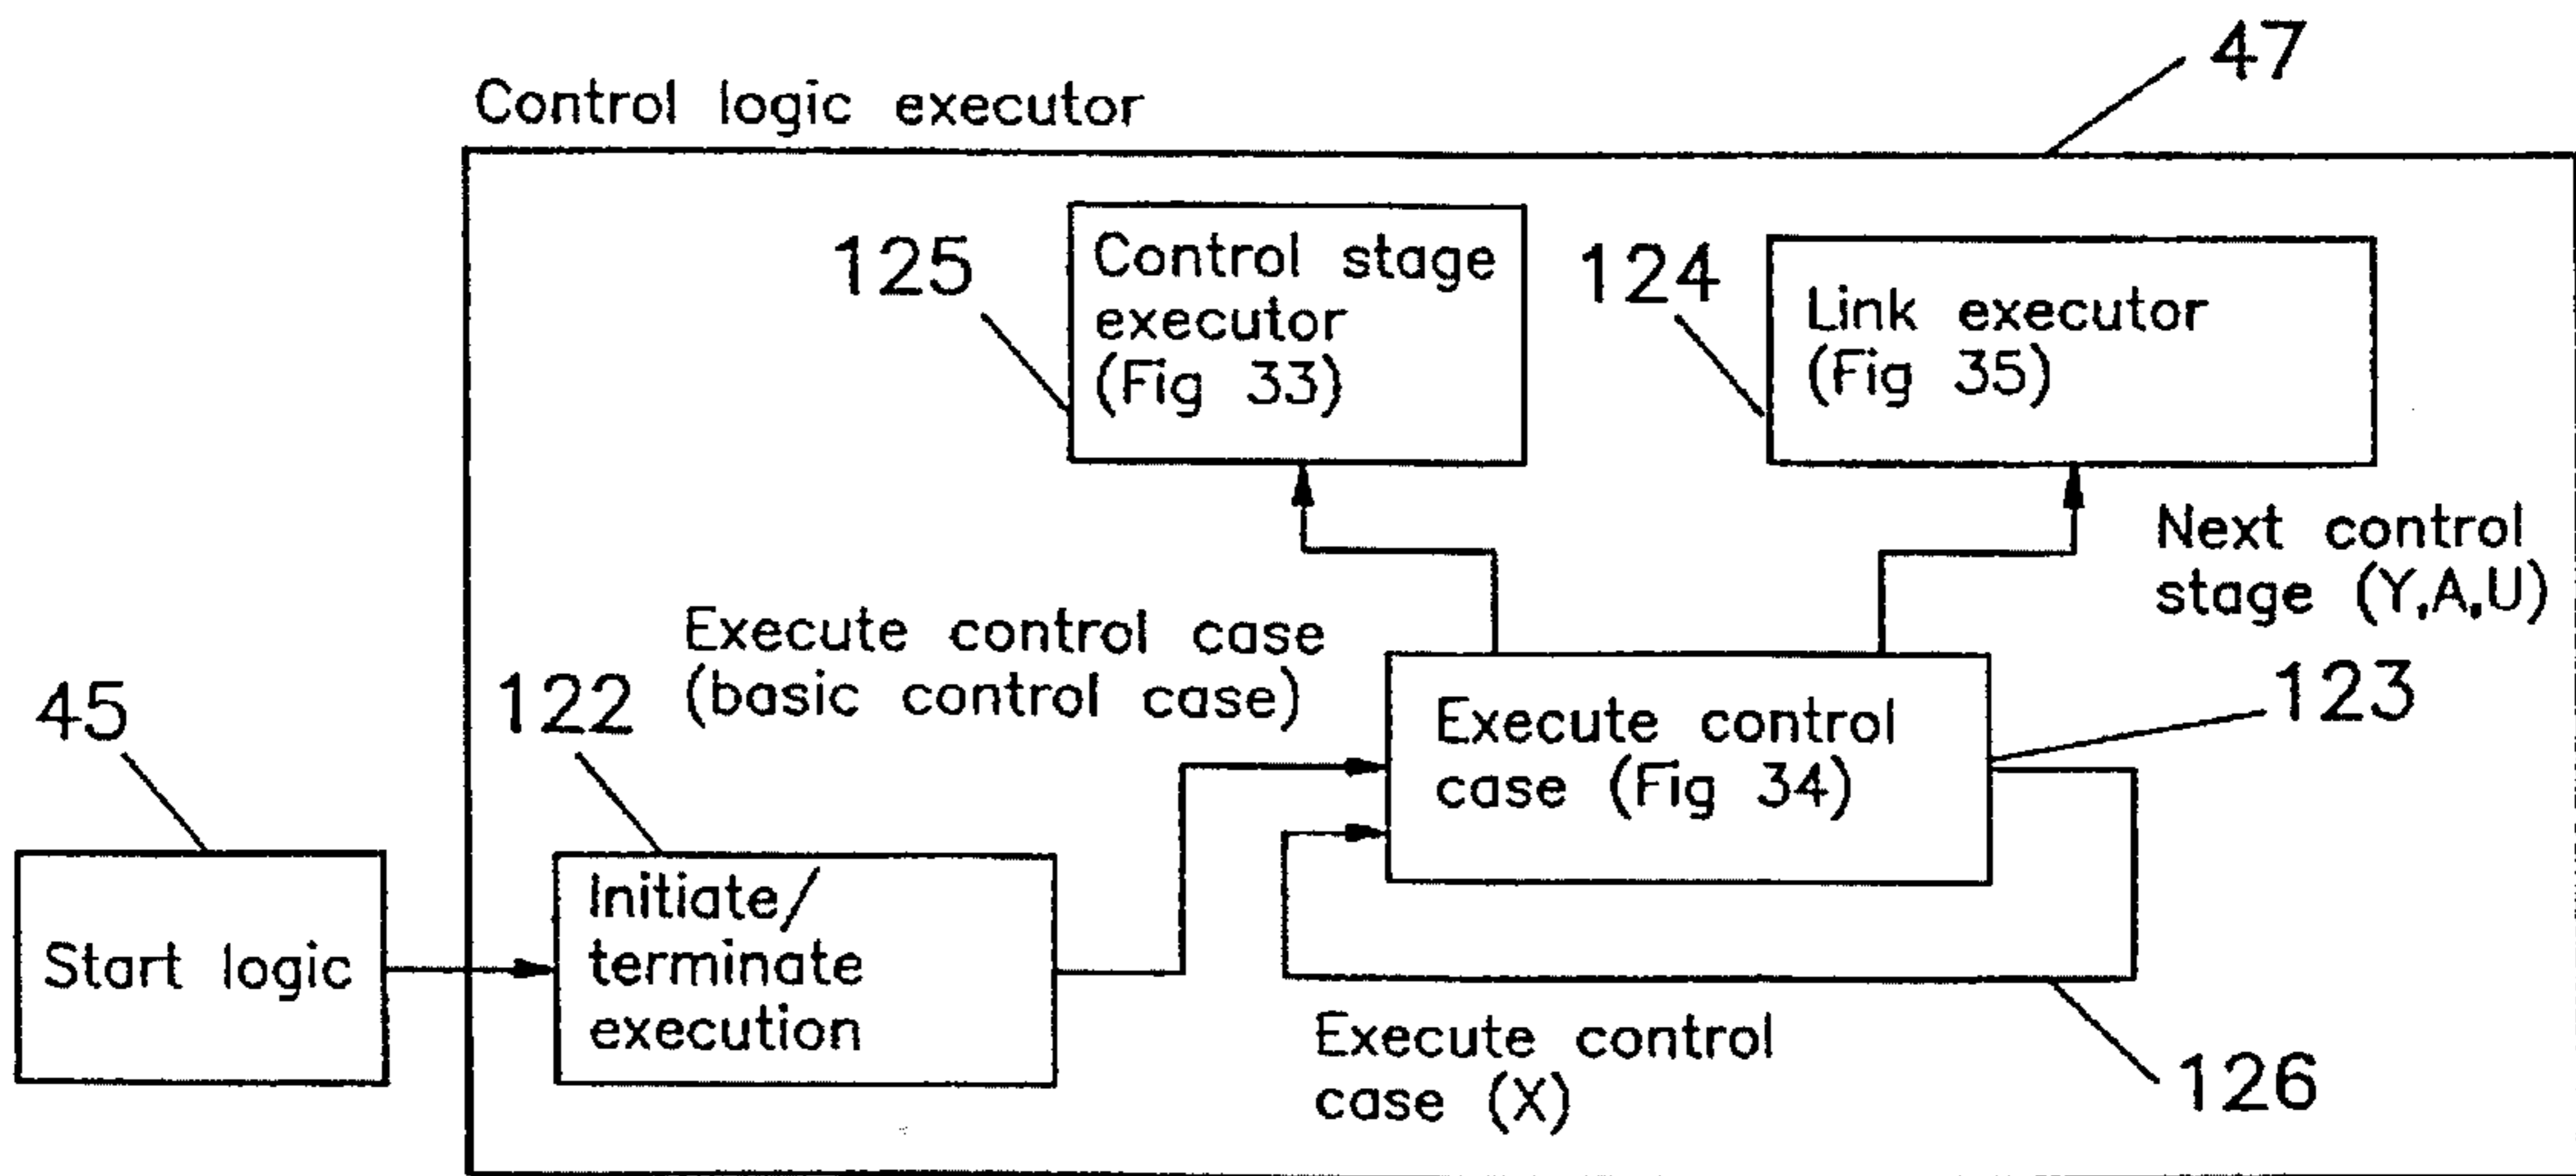 47
Control logic executor
125
Control stage
executor
(Fig 33)
124
Link executor
(Fig 35)
Next control
stage (Y,A,U)
Execute control case
(basic control case)
45
122
Execute control
case (Fig 34)
123
Start logic
Initiate/
terminate
execution
Execute control
case (X)
126